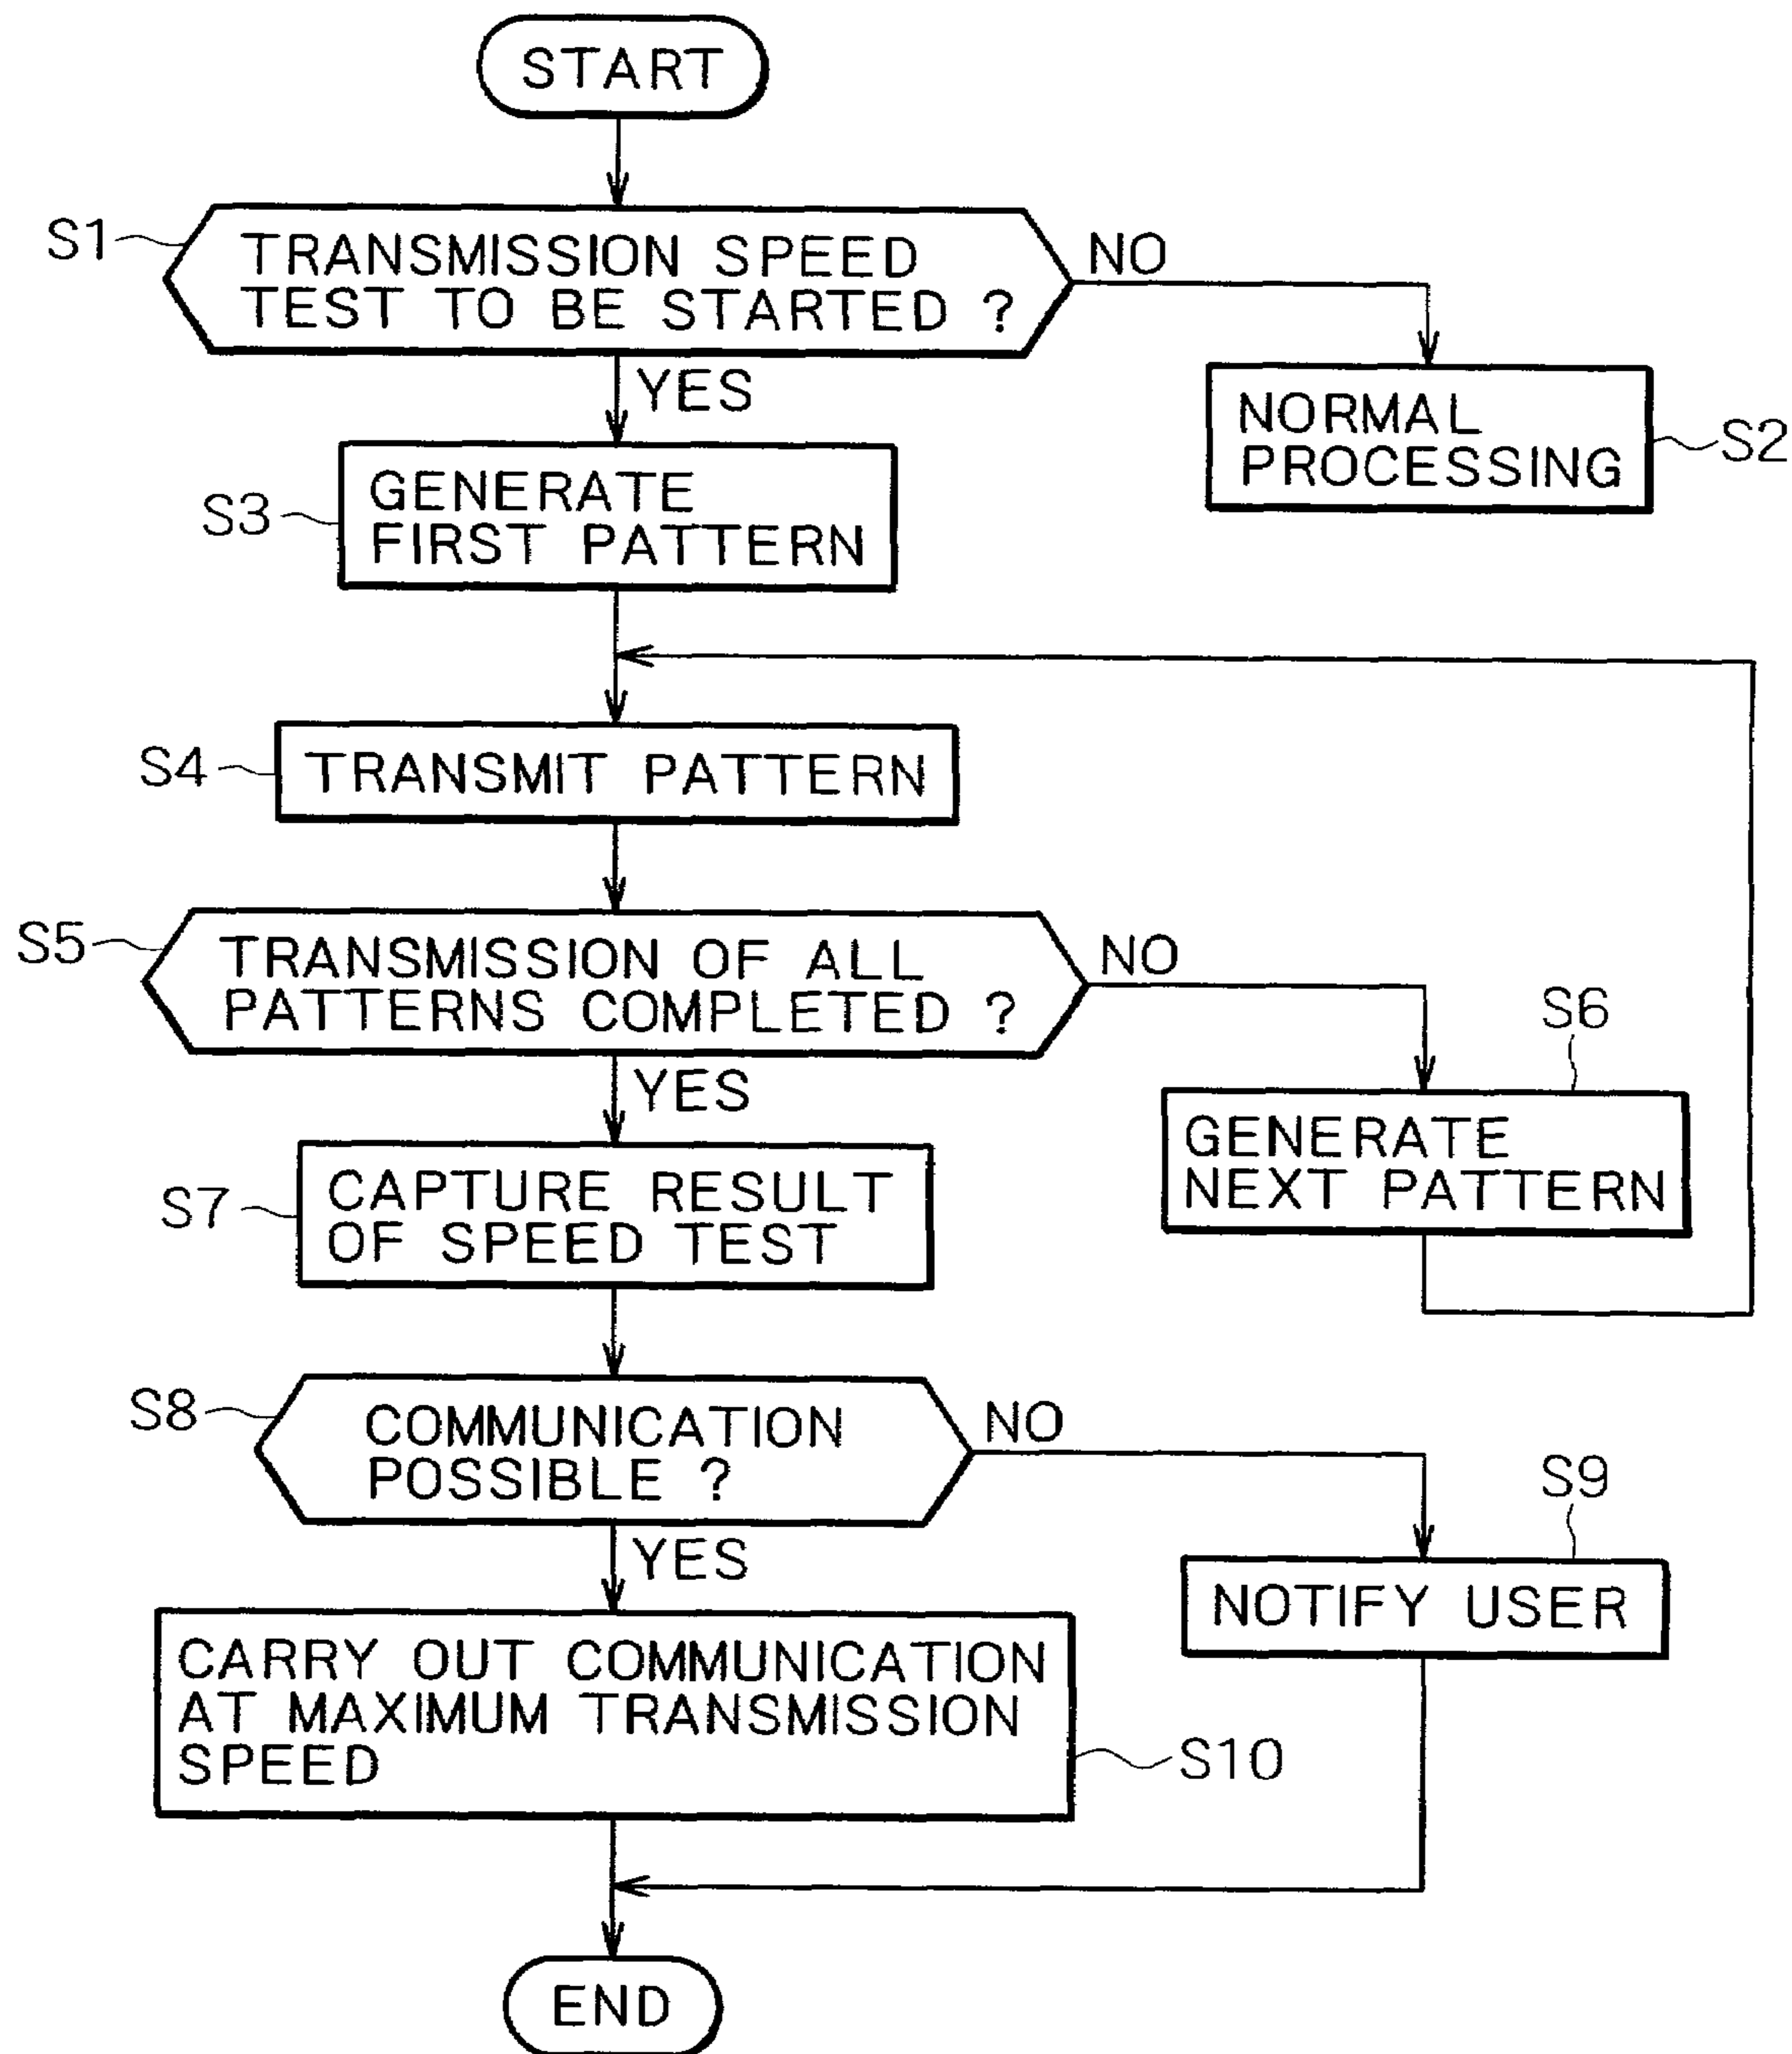 START
S1
TRANSMISSION SPEED
TEST TO BE STARTED ?
NO
YES
NORMAL
PROCESSING
S2
S3
GENERATE
FIRST PATTERN
S4
TRANSMIT PATTERN
S5
TRANSMISSION OF ALL
PATTERNS COMPLETED ?
NO
YES
S6
GENERATE
NEXT PATTERN
S7
CAPTURE RESULT
OF SPEED TEST
S8
COMMUNICATION
POSSIBLE ?
NO
YES
S9
NOTIFY USER
CARRY OUT COMMUNICATION
AT MAXIMUM TRANSMISSION
SPEED
S10
END